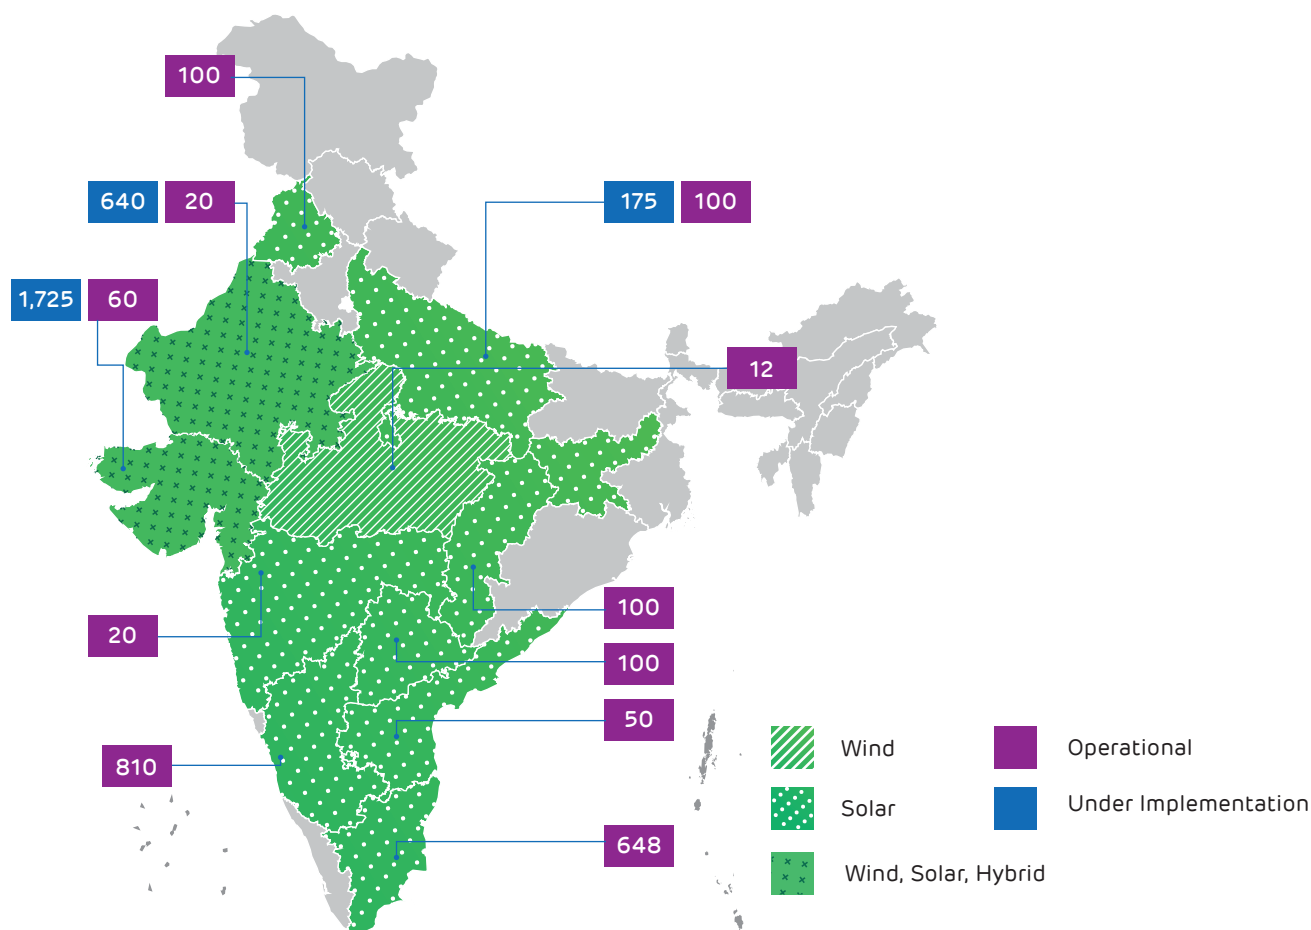 100
640 20
175 100
1,725 60
12
100
20
100
50
810
648
Wind
Operational
Solar
Under Implementation
Wind, Solar, Hybrid